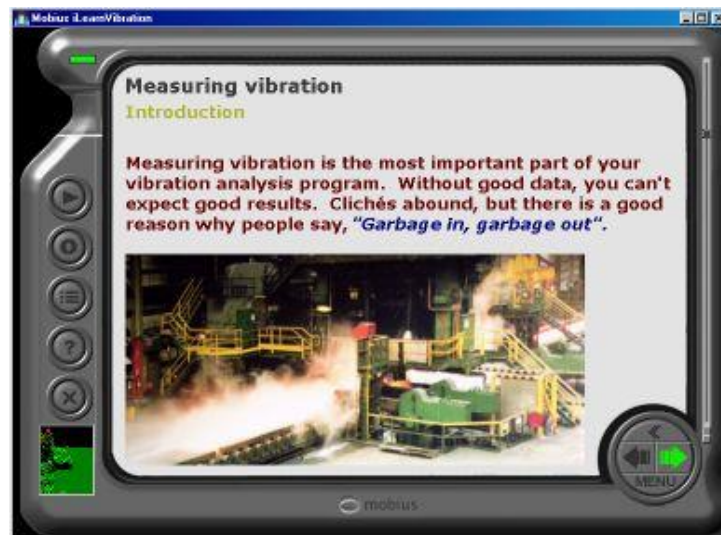 Mobius iLearnVibration
Measuring vibration
Introduction
Measuring vibration is the most important part of your
vibration analysis program. Without good data, you can't
expect good results. Clichés abound, but there is a good
reason why people say, "Garbage in, garbage out".
MENU
mobius